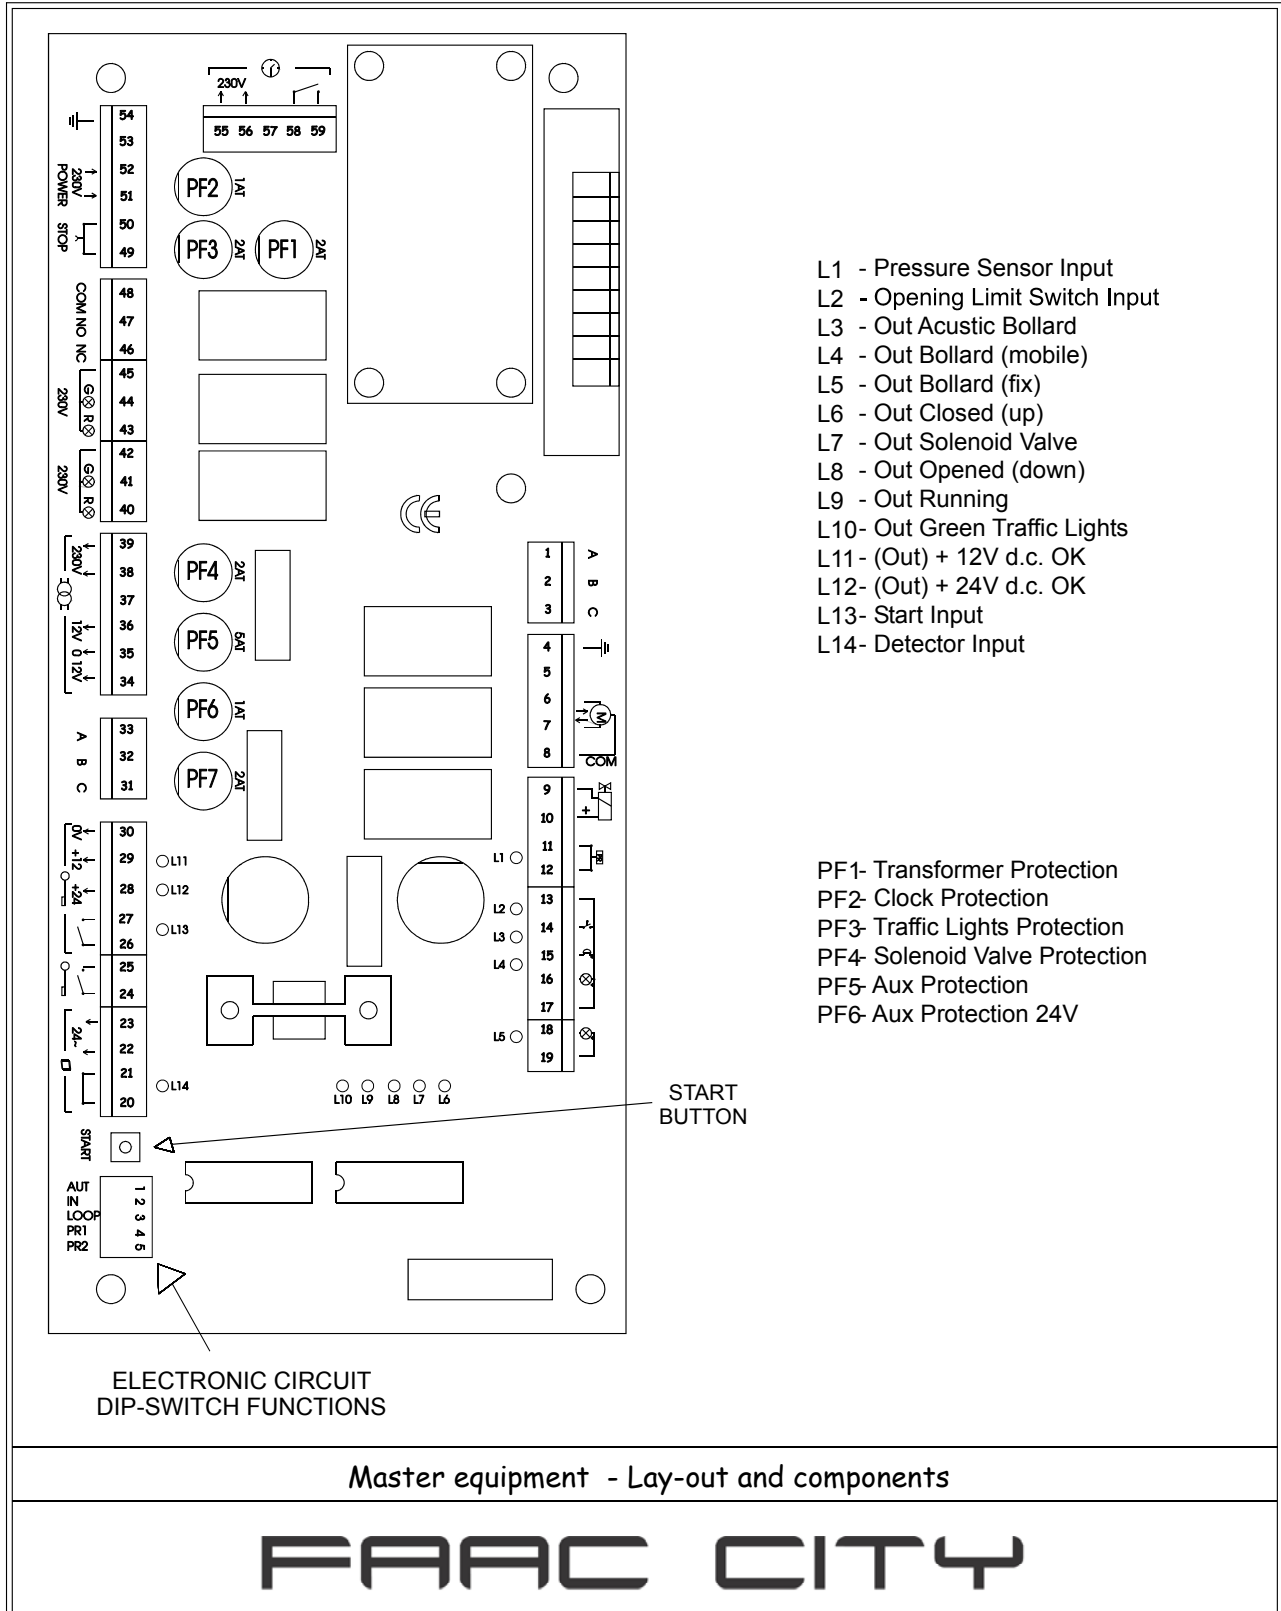 230V
55 56 57 58 59
54
53
52
51
50
49
230V
POWER
STOP
PF2 1AT
PF3 2AT PF1 2AT
48
47
46
COM NO NC
45
44
43
230V G R
42
41
40
230V G R
39
38
37
36
35
34
230V
12V 0 12V
PF4 2AT
PF5 5AT
PF6 1AT
PF7 2AT
33
32
31
A
B
C
30
29
28
27
26
25
24
23
22
21
20
0V
+12
+24
24~
L11
L12
L13
L14
1 A
2 B
3 C
4
5
6
7
8
M
COM
9
10
+
11
12
13
14
15
16
17
18
19
L1
L2
L3
L4
L5
L10 L9 L8 L7 L6
START
AUT 1
IN 2
LOOP 3
PR1 4
PR2 5
START
BUTTON
ELECTRONIC CIRCUIT
DIP-SWITCH FUNCTIONS
L1 - Pressure Sensor Input
L2 - Opening Limit Switch Input
L3 - Out Acustic Bollard
L4 - Out Bollard (mobile)
L5 - Out Bollard (fix)
L6 - Out Closed (up)
L7 - Out Solenoid Valve
L8 - Out Opened (down)
L9 - Out Running
L10- Out Green Traffic Lights
L11- (Out) + 12V d.c. OK
L12- (Out) + 24V d.c. OK
L13- Start Input
L14- Detector Input
PF1- Transformer Protection
PF2- Clock Protection
PF3- Traffic Lights Protection
PF4- Solenoid Valve Protection
PF5- Aux Protection
PF6- Aux Protection 24V
Master equipment - Lay-out and components
FAAC CITY